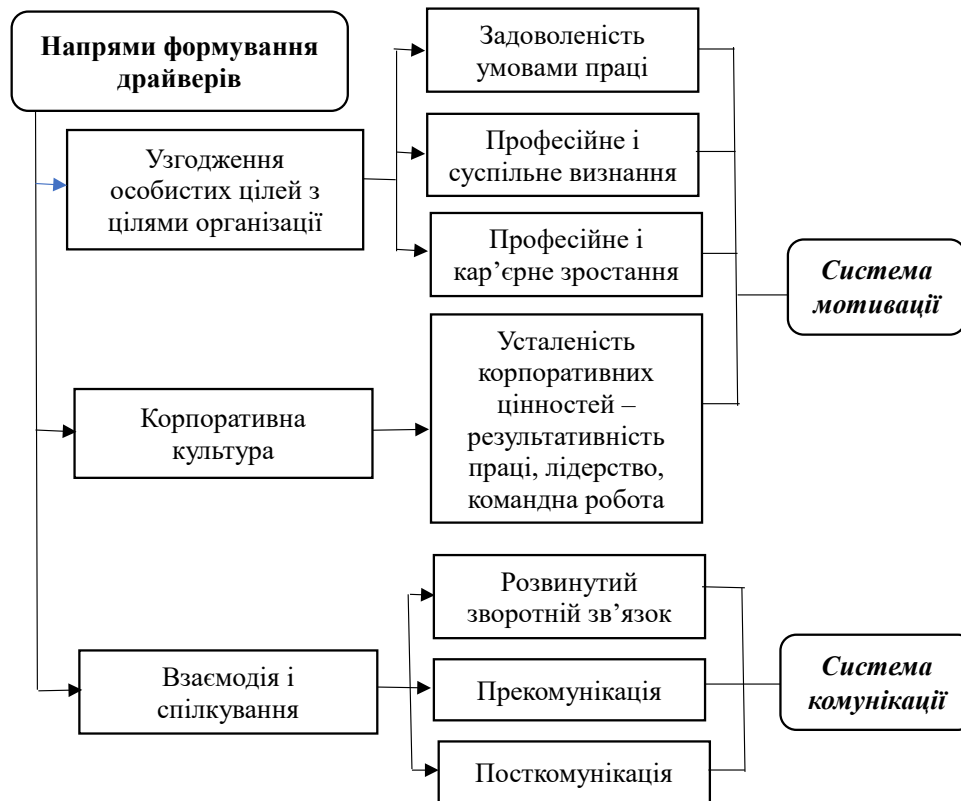 Напрями формування
драйверів
Узгодження
особистих цілей з
цілями організації
Задоволеність
умовами праці
Професійне і
суспільне визнання
Професійне і
кар’єрне зростання
Система
мотивації
Корпоративна
культура
Усталеність
корпоративних
цінностей –
результативність
праці, лідерство,
командна робота
Взаємодія і
спілкування
Розвинутий
зворотній зв’язок
Прекомунікація
Посткомунікація
Система
комунікації